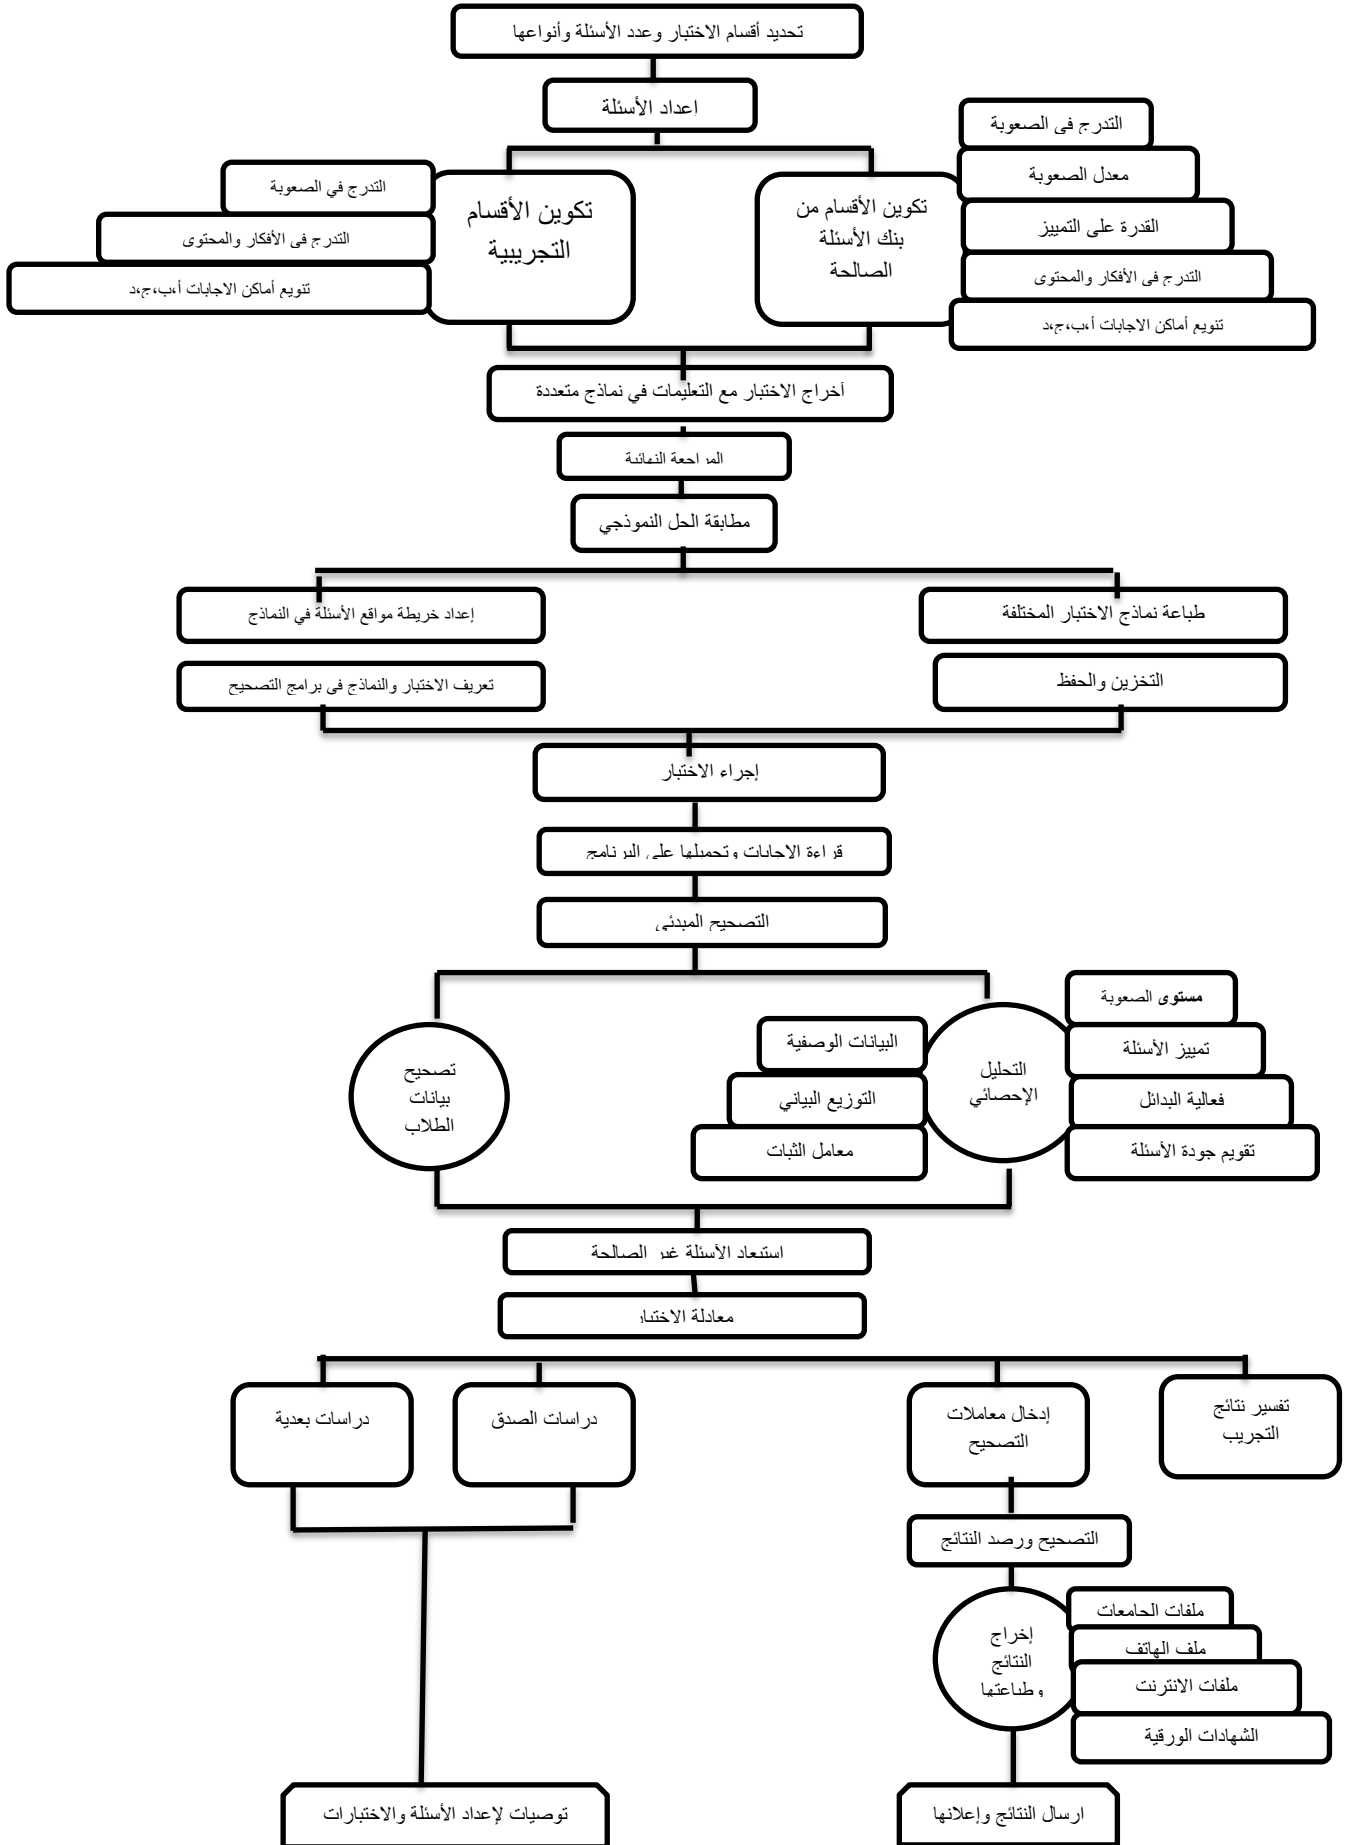 تحديد أقسام الاختبار وعدد الأسئلة وأنواعها
اعداد الأسئلة
التدرج في الصعوبة
معدل الصعوبة
القدرة على التمييز
التدرج في الأفكار والمحتوى
تنويع أماكن الاجابات أ،ب،ج،د
تكوين الأقسام من
بنك الأسئلة
الصالحة
تكوين الأقسام
التجريبية
التدرج في الصعوبة
التدرج في الأفكار والمحتوى
تنويع أماكن الاجابات أ،ب،ج،د
أخراج الاختبار مع التعليمات في نماذج متعددة
المراجعة النهائية
مطابقة الحل النموذجي
طباعة نماذج الاختبار المختلفة
إعداد خريطة مواقع الأسئلة في النماذج
التخزين والحفظ
تعريف الاختبار والنماذج في برامج التصحيح
إجراء الاختبار
قراءة الاجابات وتحميلها على البرنامج
التصحيح المبدئي
مستوى الصعوبة
تمييز الأسئلة
فعالية البدائل
تقويم جودة الأسئلة
التحليل
الإحصائي
البيانات الوصفية
التوزيع البياني
معامل الثبات
تصحيح
بيانات
الطلاب
استبعاد الأسئلة غير الصالحة
معادلة الاختبار
تفسير نتائج
التجريب
إدخال معاملات
التصحيح
دراسات الصدق
دراسات بعدية
التصحيح ورصد النتائج
إخراج
النتائج
وطباعتها
ملفات الجامعات
ملف الهاتف
ملفات الانترنت
الشهادات الورقية
ارسال النتائج وإعلانها
توصيات لإعداد الأسئلة والاختبارات